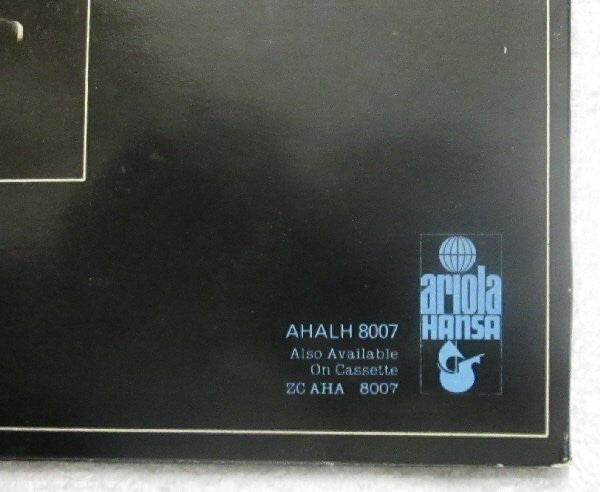 ariola
HANSA
AHALH 8007
Also Available
On Cassette
ZC AHA 8007